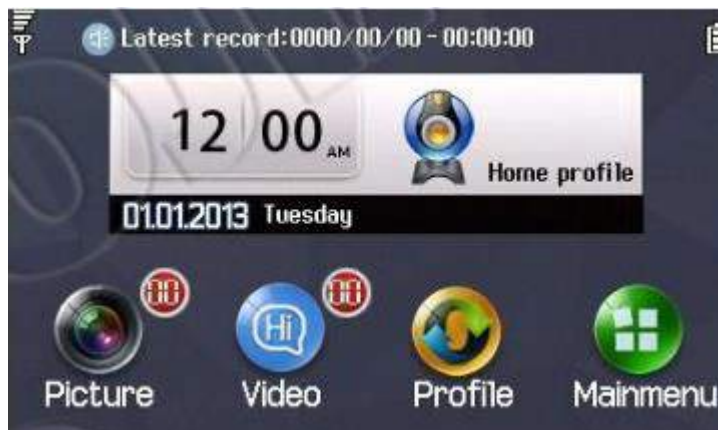 Latest record:0000/00/00-00:00:00
12 00 AM
Home profile
01.01.2013 Tuesday
00 00
Hi
Picture Video Profile Mainmenu